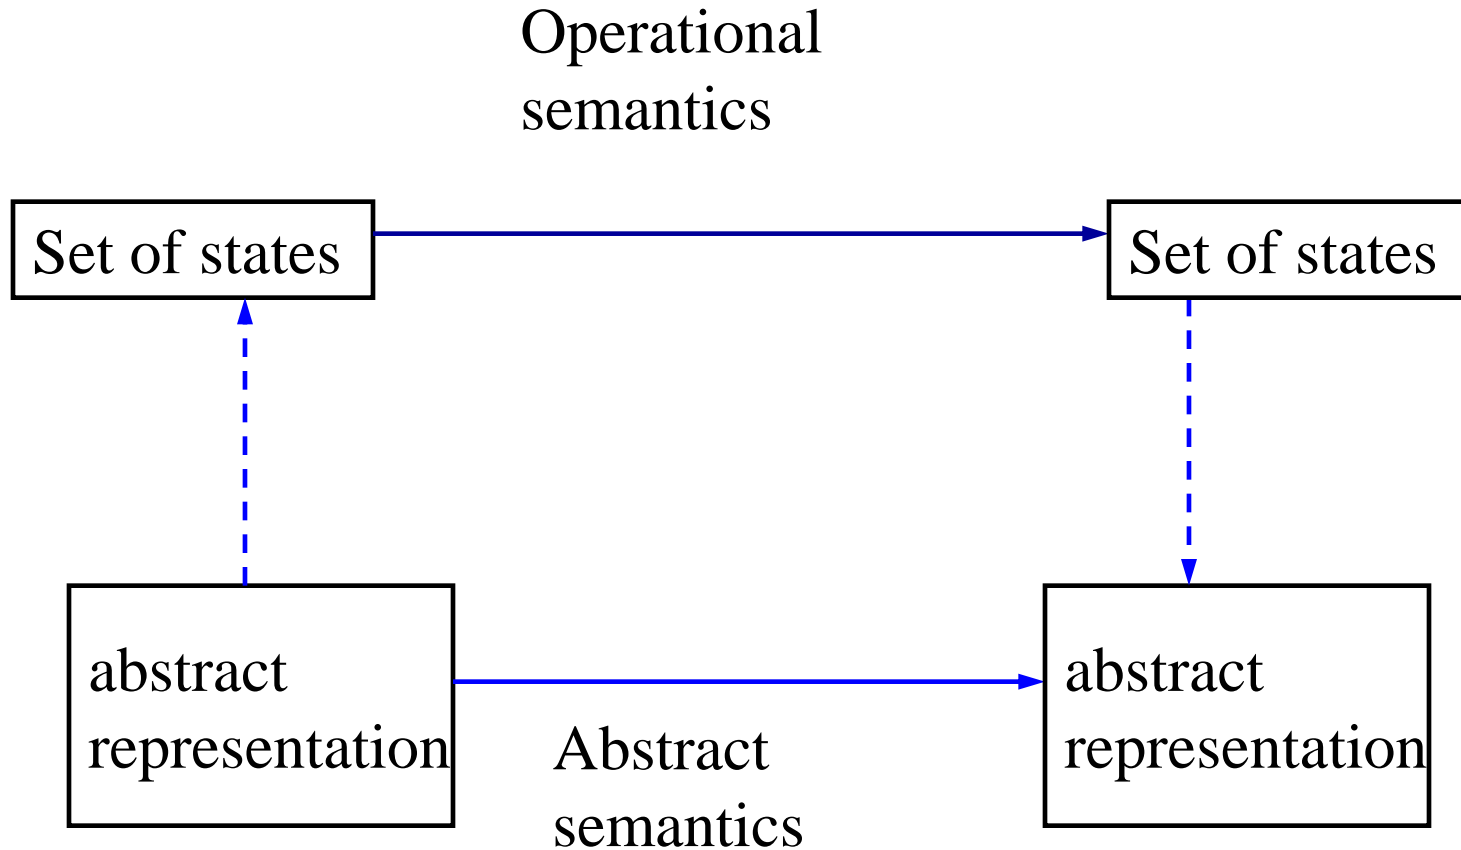 Operational
semantics
Set of states
Set of states
abstract
representation
abstract
representation
Abstract
semantics